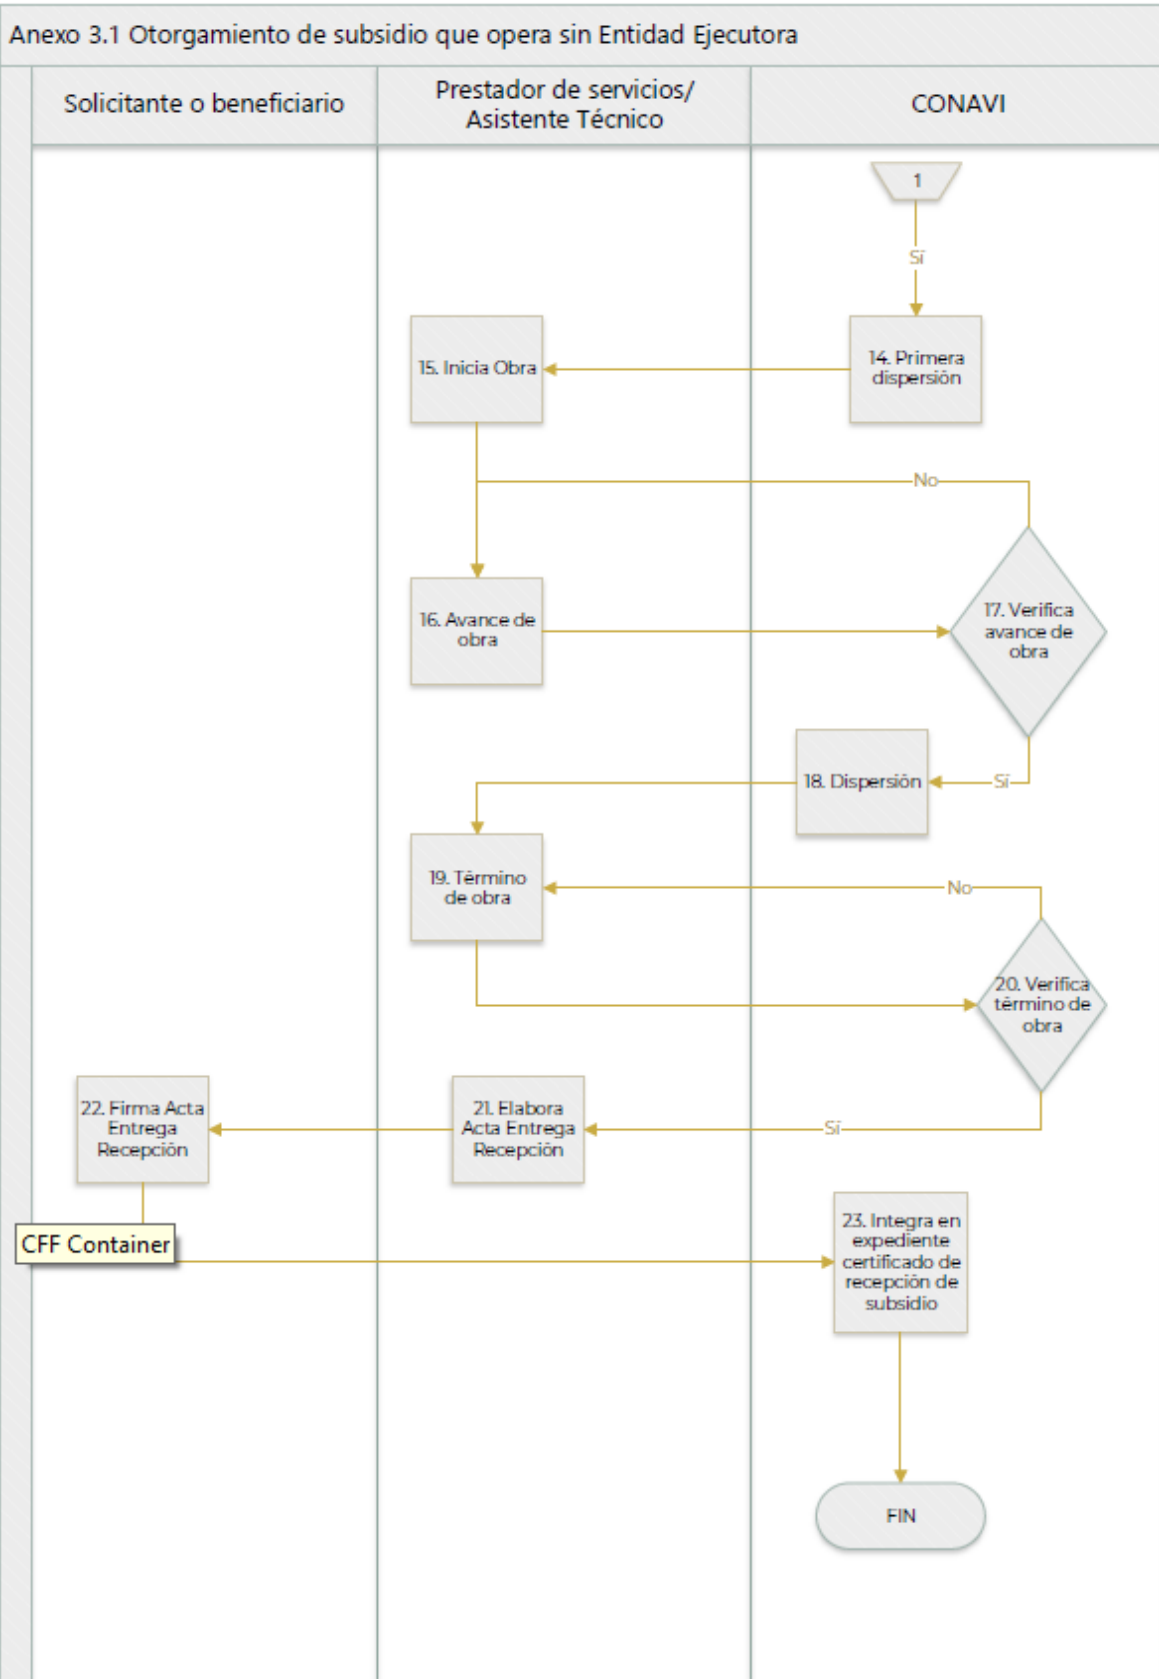 Anexo 3.1 Otorgamiento de subsidio que opera sin Entidad Ejecutora
Solicitante o beneficiario
Prestador de servicios/
Asistente Técnico
CONAVI
1
Sí
14. Primera
dispersión
15. Inicia Obra
No
16. Avance de
obra
17. Verifica
avance de
obra
18. Dispersión
Sí
19. Término
de obra
No
20. Verifica
término de
obra
22. Firma Acta
Entrega
Recepción
21. Elabora
Acta Entrega
Recepción
Sí
CFF Container
23. Integra en
expediente
certificado de
recepción de
subsidio
FIN